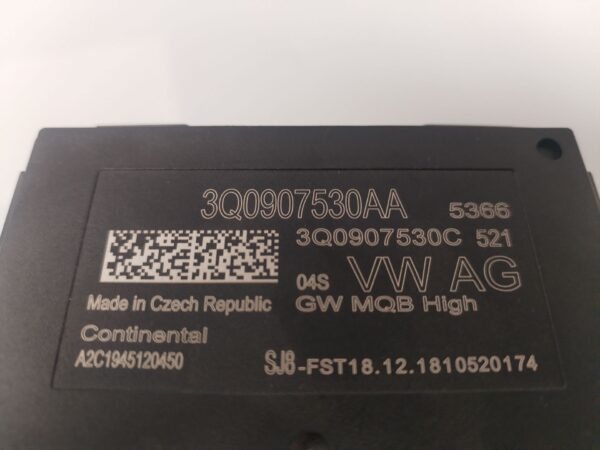 3Q0907530AA 5366
3Q0907530C 521
04S VW AG
Made in Czech Republic GW MQB High
Continental
A2C1945120450 SJ8-FST18.12.1810520174